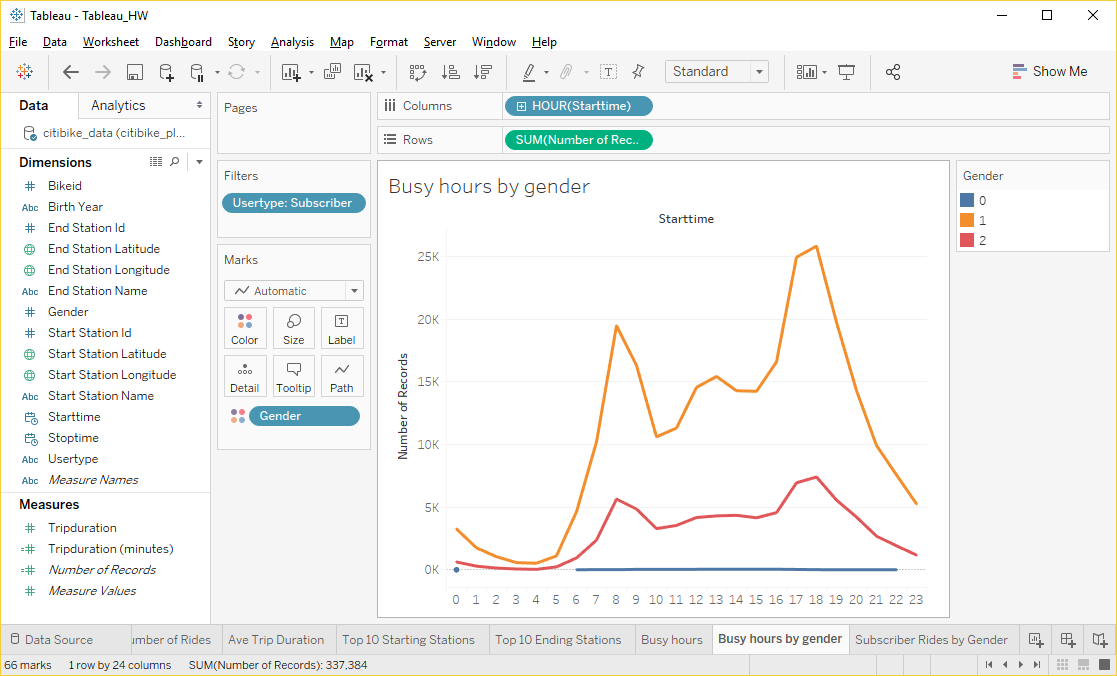 Tableau - Tableau_HW
File Data Worksheet Dashboard Story Analysis Map Format Server Window Help
Standard
Show Me
Data
Analytics
citibike_data (citibike_pl...
Dimensions
Bikeid
Abc Birth Year
End Station Id
End Station Latitude
End Station Longitude
Abc End Station Name
Gender
Start Station Id
Start Station Latitude
Start Station Longitude
Abc Start Station Name
Starttime
Stoptime
Abc Usertype
Abc Measure Names
Measures
Tripduration
Tripduration (minutes)
Number of Records
Measure Values
Pages
Filters
Usertype: Subscriber
Marks
Automatic
Color Size Label
Detail Tooltip Path
Gender
Columns HOUR(Starttime)
Rows SUM(Number of Rec..
Busy hours by gender
Starttime
Number of Records
25K
20K
15K
10K
5K
0K
0 1 2 3 4 5 6 7 8 9 10 11 12 13 14 15 16 17 18 19 20 21 22 23
Gender
0
1
2
Data Source umber of Rides Ave Trip Duration Top 10 Starting Stations Top 10 Ending Stations Busy hours Busy hours by gender Subscriber Rides by Gender
66 marks 1 row by 24 columns SUM(Number of Records): 337,384